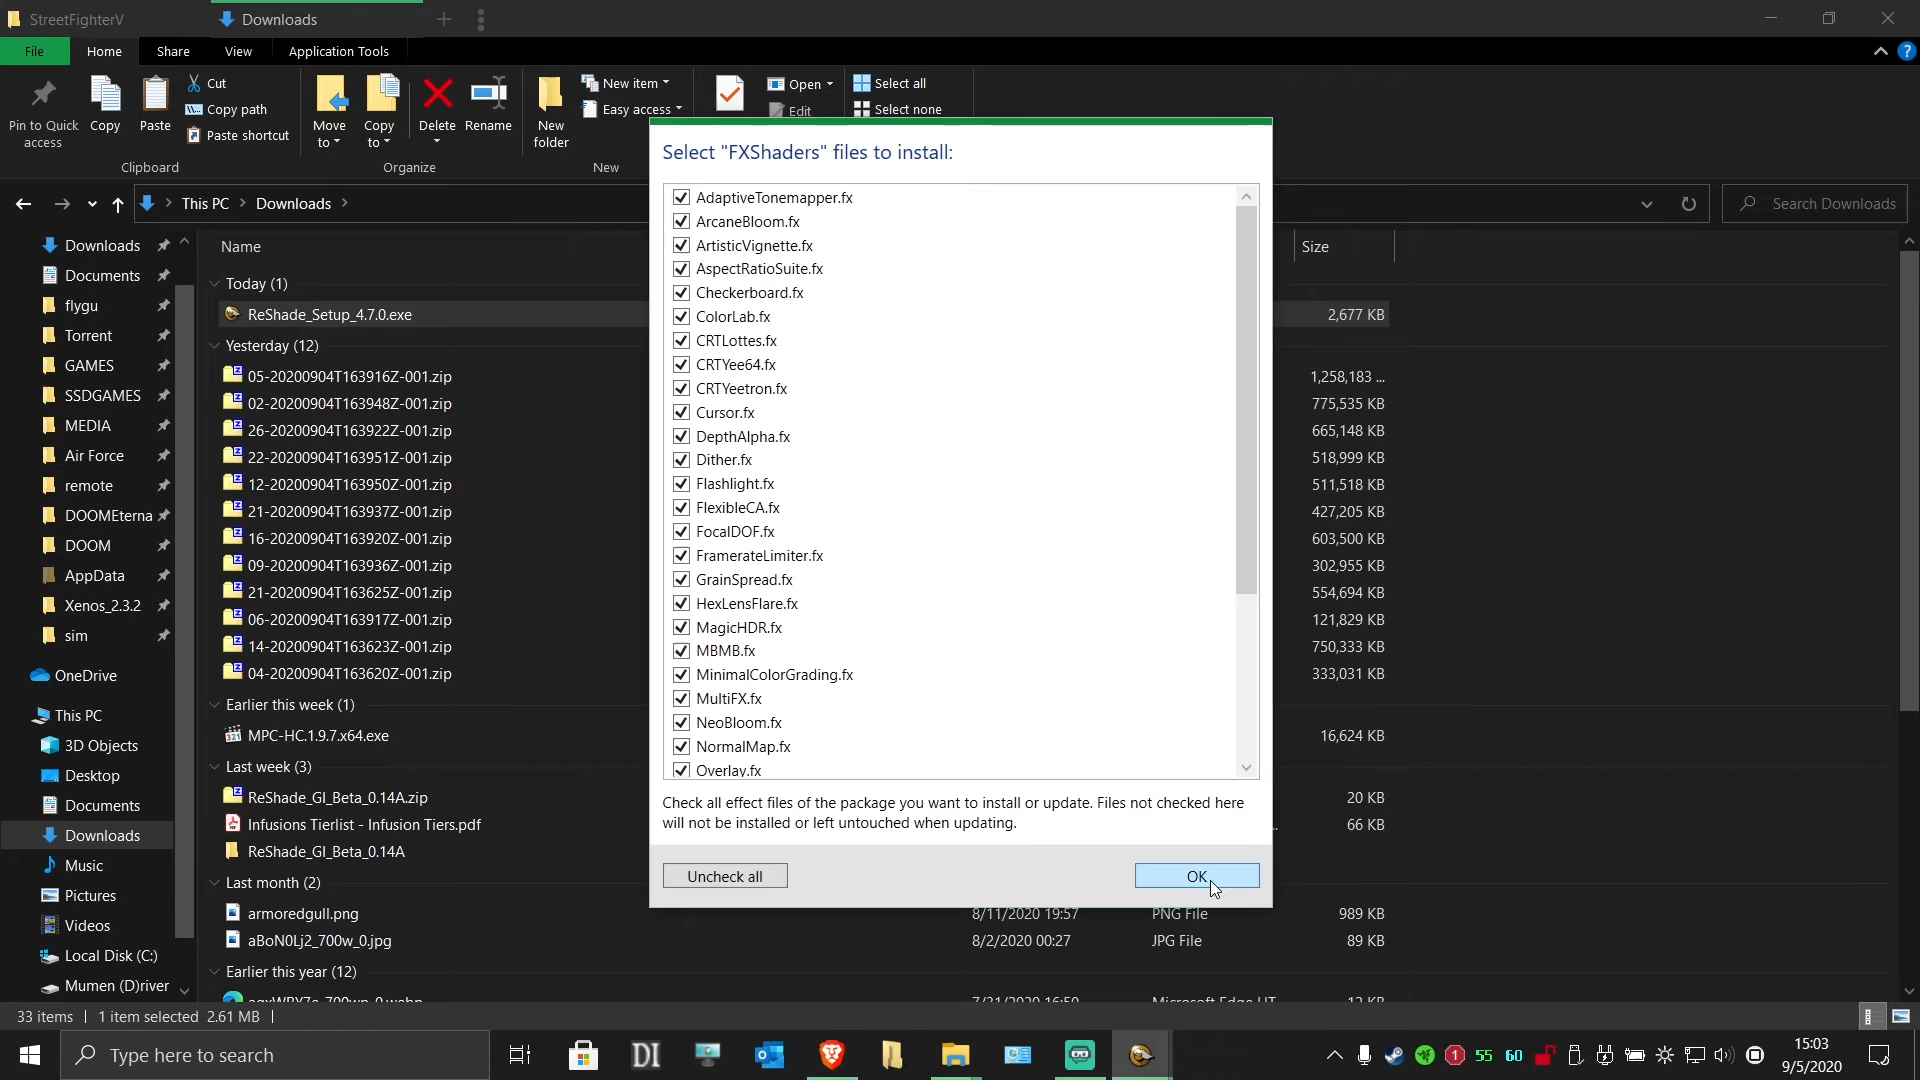 StreetFighterV
Downloads
File
Home
Share
View
Application Tools
Pin to Quick access
Copy
Paste
Cut
Copy path
Paste shortcut
Clipboard
Move to
Copy to
Delete
Rename
Organize
New folder
New item
Easy access
New
Open
Edit
Select all
Select none
This PC
Downloads
Search Downloads
Downloads
Documents
flygu
Torrent
GAMES
SSDGAMES
MEDIA
Air Force
remote
DOOMEterna
DOOM
AppData
Xenos_2.3.2
sim
OneDrive
This PC
3D Objects
Desktop
Documents
Downloads
Music
Pictures
Videos
Local Disk (C:)
Mumen (D)river
Name
Size
Today (1)
ReShade_Setup_4.7.0.exe
2,677 KB
Yesterday (12)
05-20200904T163916Z-001.zip
1,258,183 ...
02-20200904T163948Z-001.zip
775,535 KB
26-20200904T163922Z-001.zip
665,148 KB
22-20200904T163951Z-001.zip
518,999 KB
12-20200904T163950Z-001.zip
511,518 KB
21-20200904T163937Z-001.zip
427,205 KB
16-20200904T163920Z-001.zip
603,500 KB
09-20200904T163936Z-001.zip
302,955 KB
21-20200904T163625Z-001.zip
554,694 KB
06-20200904T163917Z-001.zip
121,829 KB
14-20200904T163623Z-001.zip
750,333 KB
04-20200904T163620Z-001.zip
333,031 KB
Earlier this week (1)
MPC-HC.1.9.7.x64.exe
16,624 KB
Last week (3)
ReShade_GI_Beta_0.14A.zip
20 KB
Infusions Tierlist - Infusion Tiers.pdf
66 KB
ReShade_GI_Beta_0.14A
Last month (2)
armoredgull.png
8/11/2020 19:57
PNG File
989 KB
aBoN0Lj2_700w_0.jpg
8/2/2020 00:27
JPG File
89 KB
Earlier this year (12)
Select "FXShaders" files to install:
AdaptiveTonemapper.fx
ArcaneBloom.fx
ArtisticVignette.fx
AspectRatioSuite.fx
Checkerboard.fx
ColorLab.fx
CRTLottes.fx
CRTYee64.fx
CRTYeetron.fx
Cursor.fx
DepthAlpha.fx
Dither.fx
Flashlight.fx
FlexibleCA.fx
FocalDOF.fx
FramerateLimiter.fx
GrainSpread.fx
HexLensFlare.fx
MagicHDR.fx
MBMB.fx
MinimalColorGrading.fx
MultiFX.fx
NeoBloom.fx
NormalMap.fx
Overlay.fx
Check all effect files of the package you want to install or update. Files not checked here
will not be installed or left untouched when updating.
Uncheck all
OK
33 items
1 item selected 2.61 MB
Type here to search
DI
1
55
60
15:03
9/5/2020